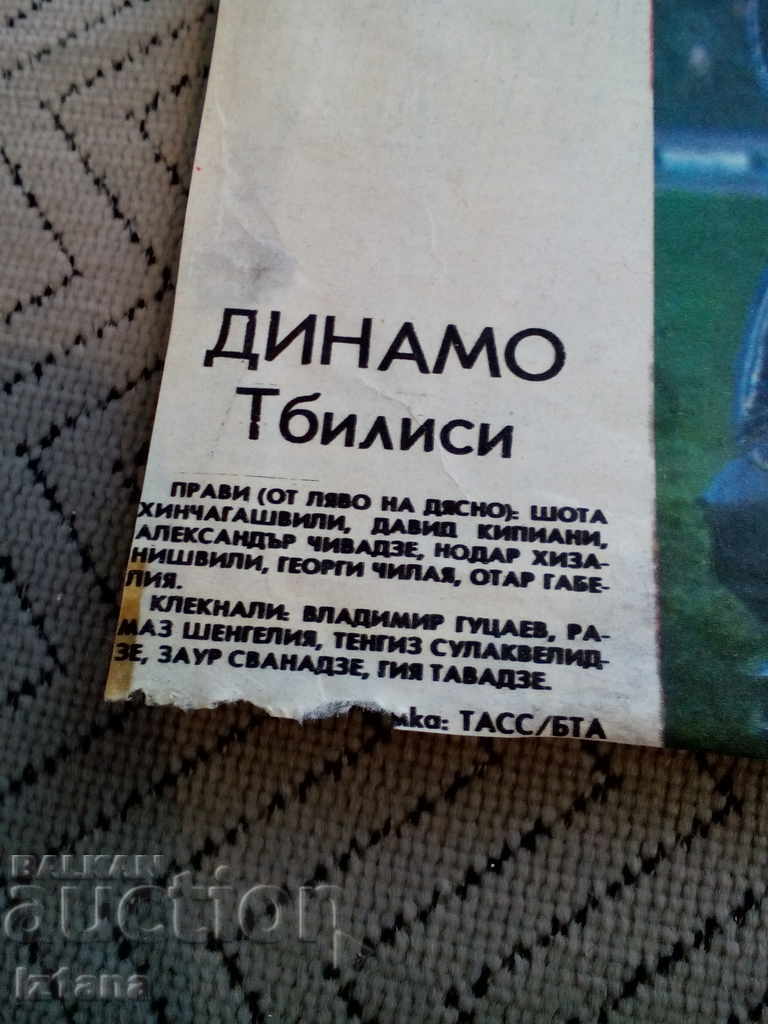 ДИНАМО
Тбилиси
ПРАВИ (ОТ ЛЯВО НА ДЯСНО): ШОТА
ХИНЧАГАШВИЛИ, ДАВИД КИПИАНИ,
АЛЕКСАНДЪР ЧИВАДЗЕ, НОДАР ХИЗА-
НИШВИЛИ, ГЕОРГИ ЧИЛАЯ, ОТАР ГАБЕ-
ЛИЯ.
КЛЕКНАЛИ: ВЛАДИМИР ГУЦАЕВ, РА-
МАЗ ШЕНГЕЛИЯ, ТЕНГИЗ СУЛАКВЕЛИД-
ЗЕ, ЗАУР СВАНАДЗЕ, ГИЯ ТАВАДЗЕ.
мка: ТАСС/БТА
BALKAN
auction
Iztana